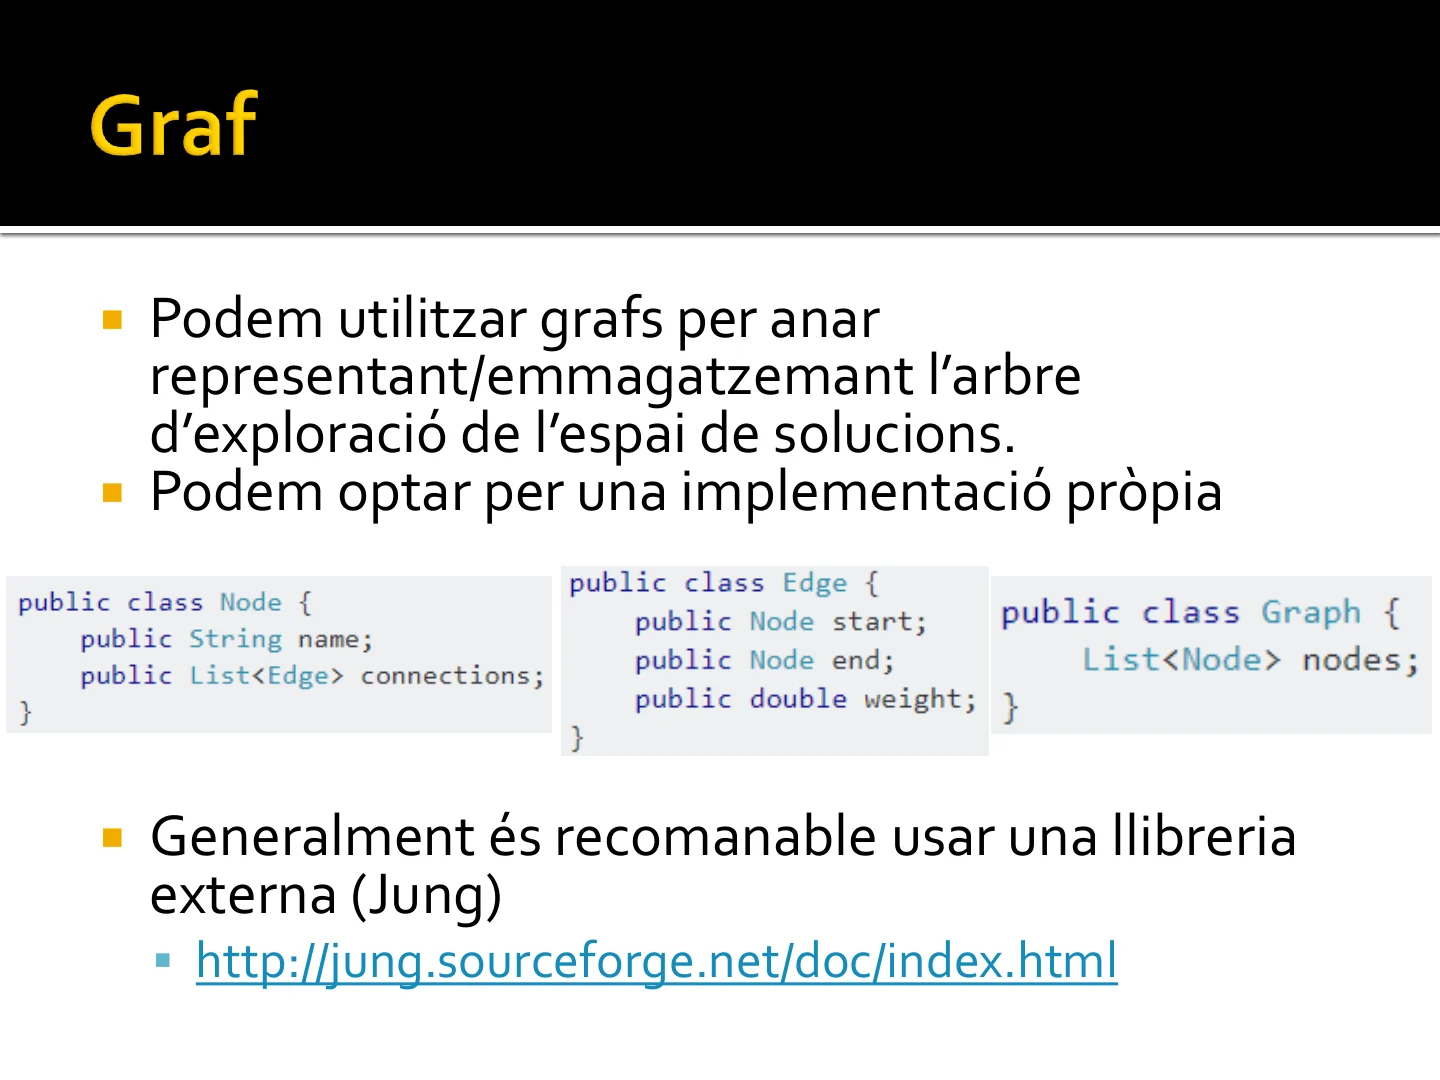 Graf
Podem utilitzar grafs per anar
representant/emmagatzemant l’arbre
d’exploració de l’espai de solucions.
Podem optar per una implementació pròpia
public class Node {
    public String name;
    public List<Edge> connections;
}
public class Edge {
    public Node start;
    public Node end;
    public double weight;
}
public class Graph {
    List<Node> nodes;
}
Generalment és recomanable usar una llibreria
externa (Jung)
http://jung.sourceforge.net/doc/index.html